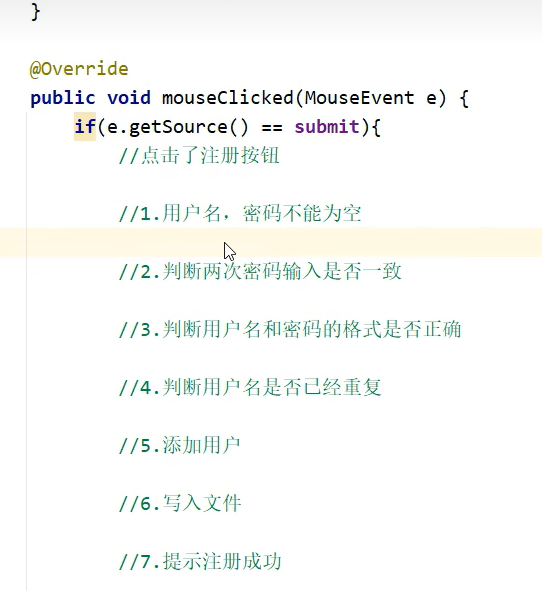 }
@Override
public void mouseClicked(MouseEvent e) {
if(e.getSource() == submit){
//点击了注册按钮
//1.用户名，密码不能为空
//2.判断两次密码输入是否一致
//3.判断用户名和密码的格式是否正确
//4.判断用户名是否已经重复
//5.添加用户
//6.写入文件
//7.提示注册成功